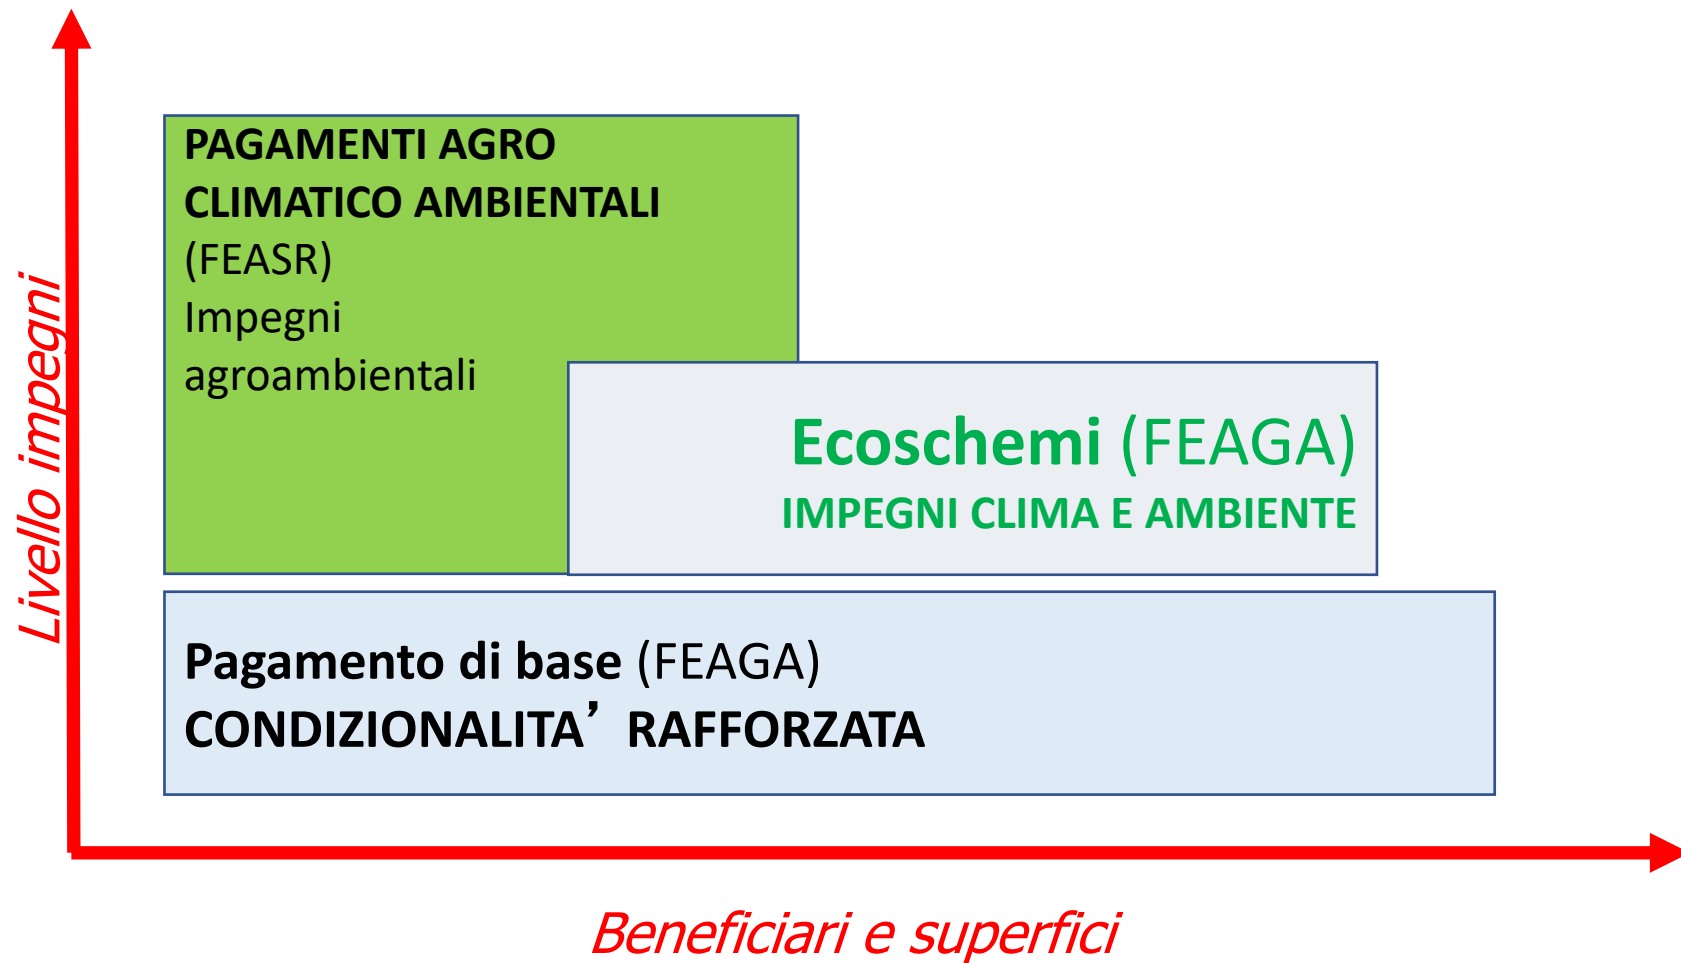 PAGAMENTI AGRO
CLIMATICO AMBIENTALI
(FEASR)
Impegni
agroambientali
Ecoschemi (FEAGA)
IMPEGNI CLIMA E AMBIENTE
Pagamento di base (FEAGA)
CONDIZIONALITA’ RAFFORZATA
Livello impegni
Beneficiari e superfici